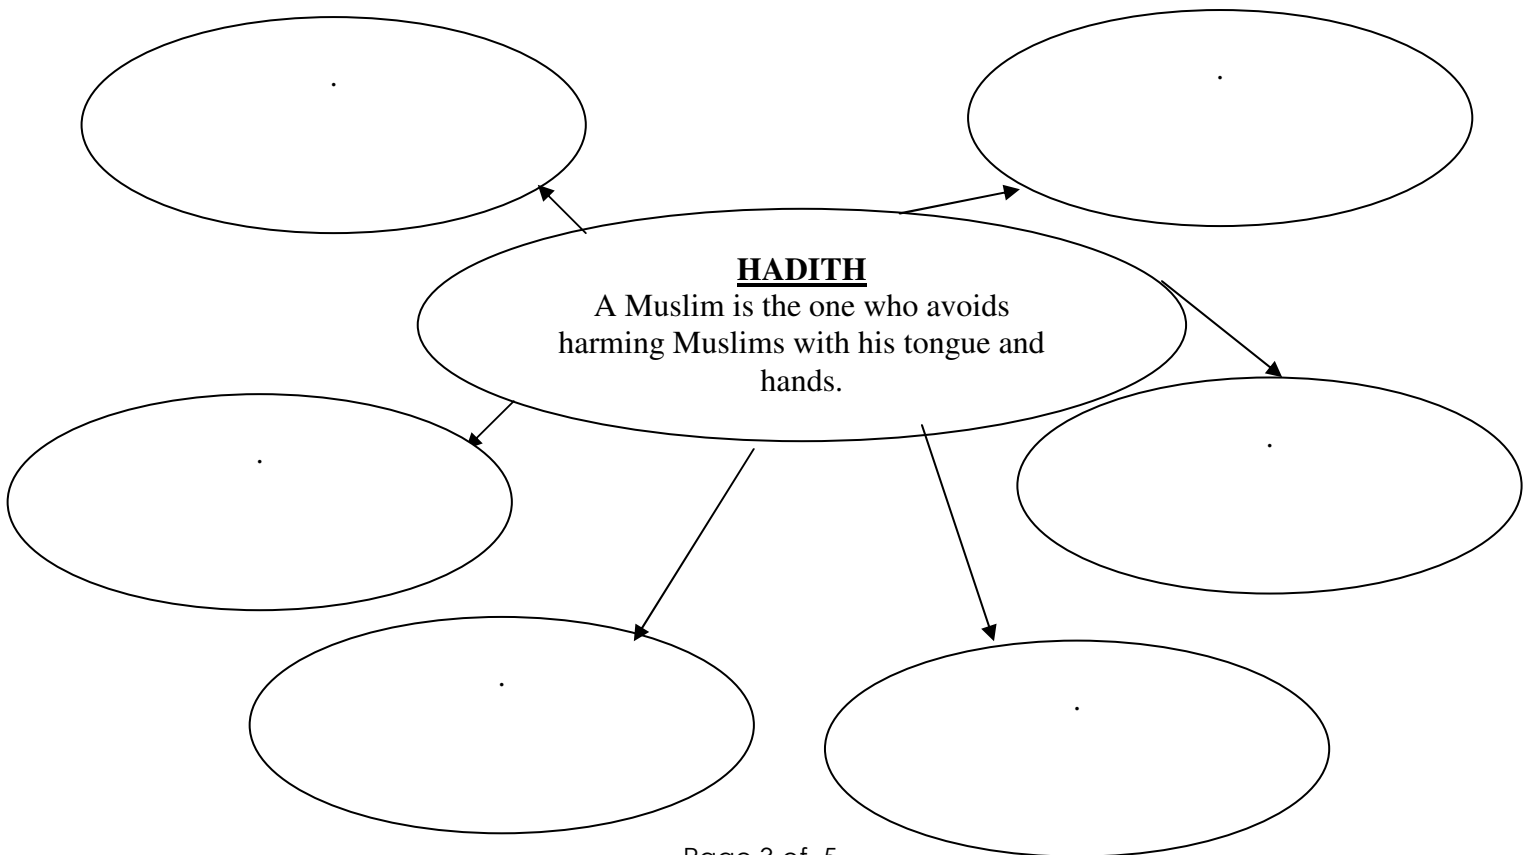 .
.
HADITH
A Muslim is the one who avoids
harming Muslims with his tongue and
hands.
.
.
.
.
Page 3 of 5